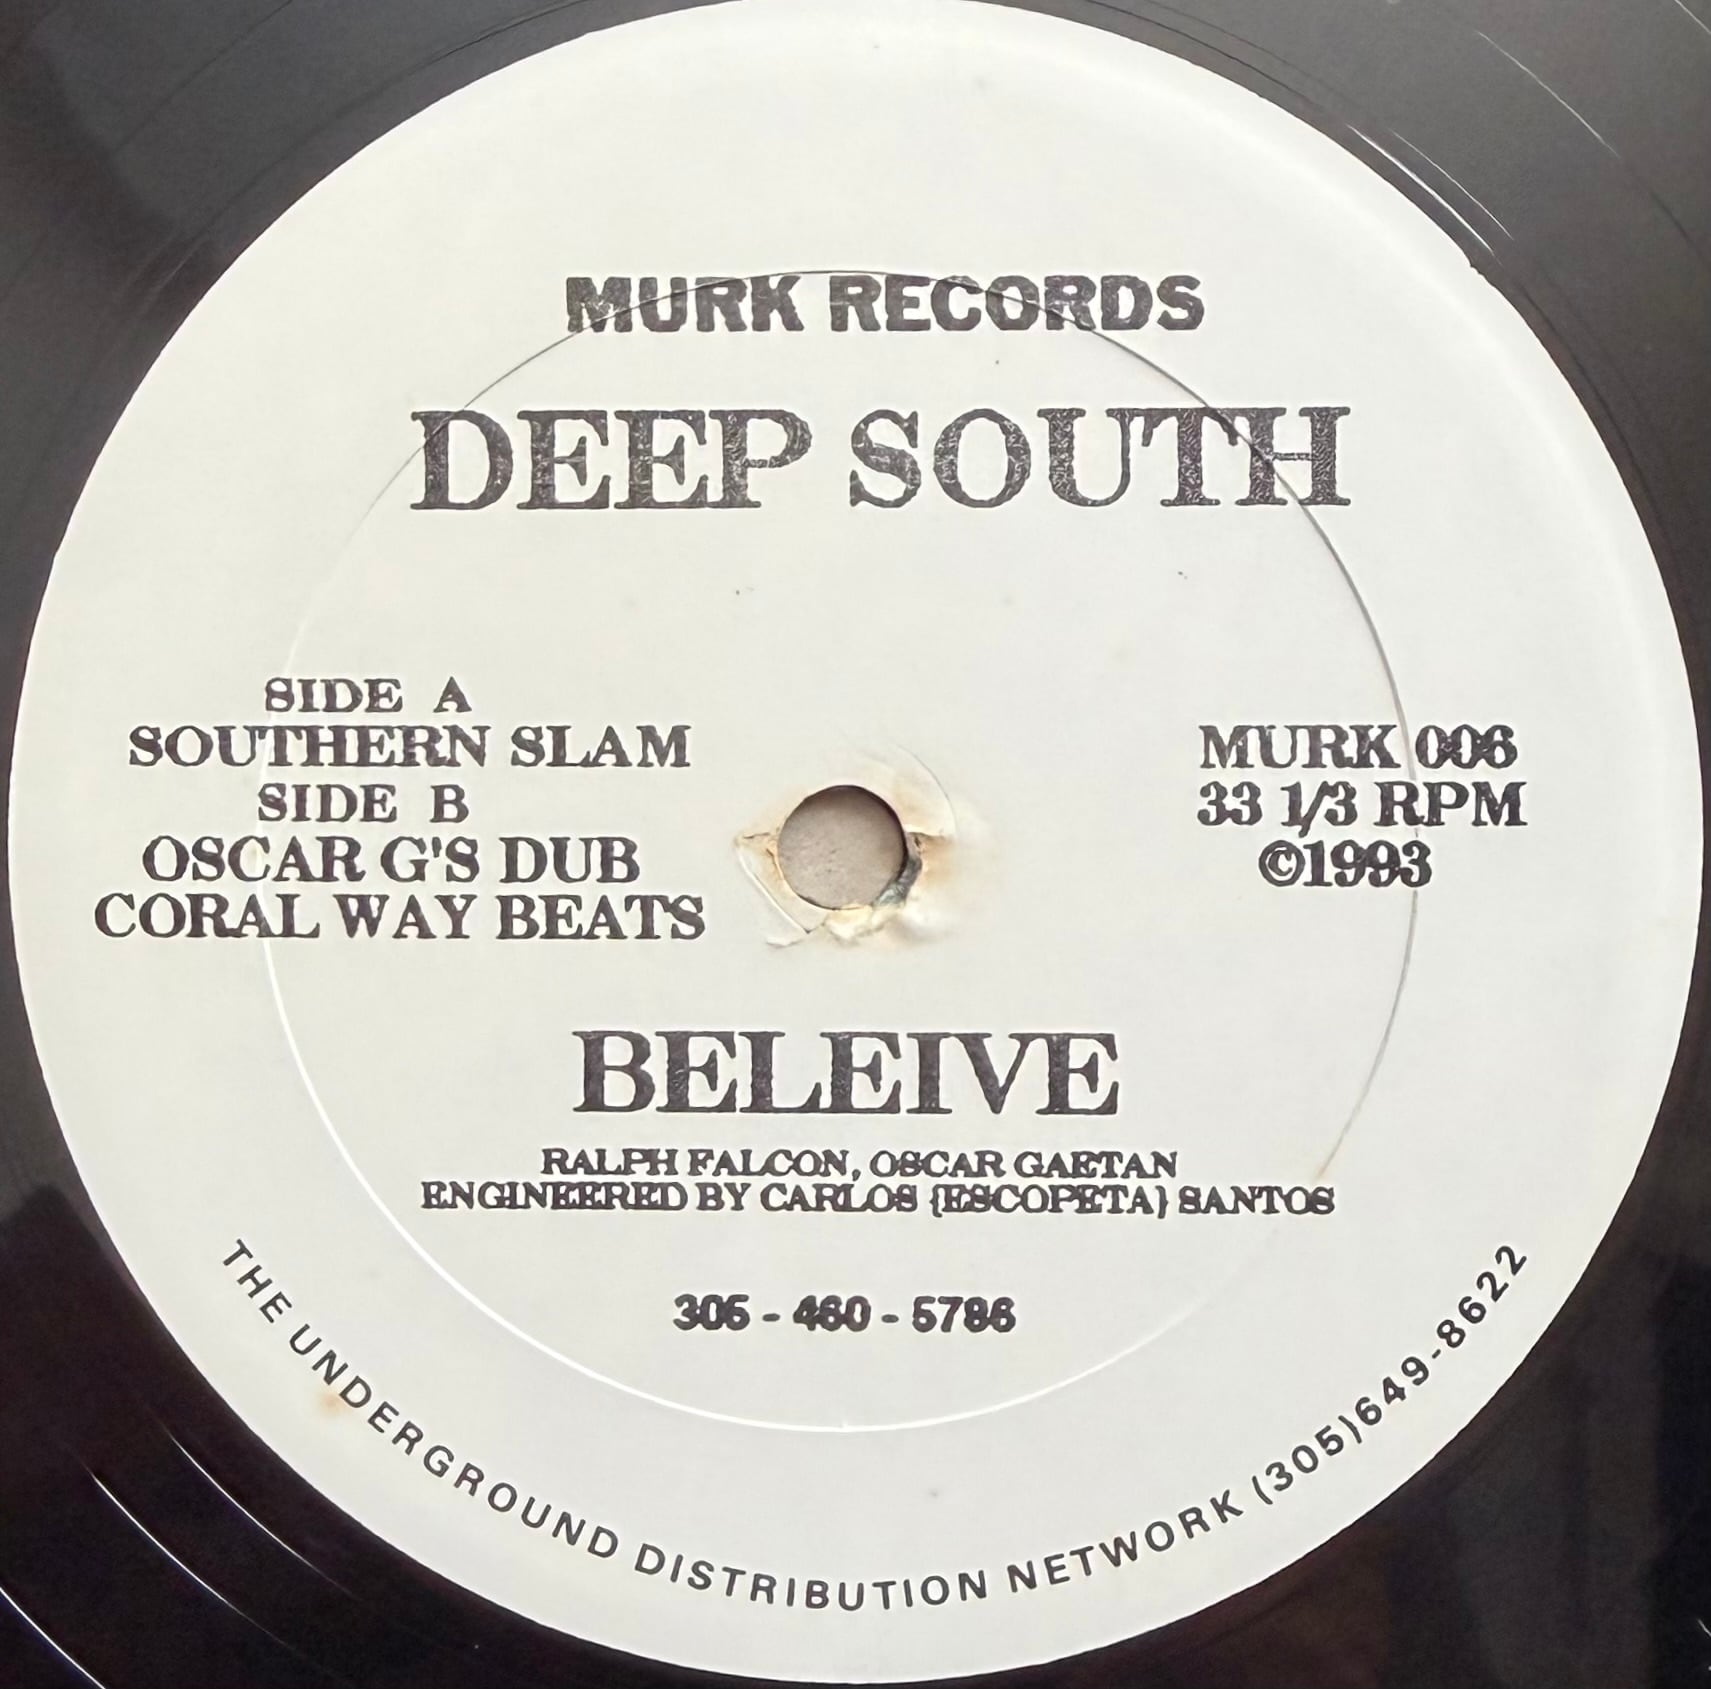 MURK RECORDS
DEEP SOUTH
SIDE A
SOUTHERN SLAM
SIDE B
OSCAR G'S DUB
CORAL WAY BEATS
MURK 006
33 1/3 RPM
©1993
BELEIVE
RALPH FALCON, OSCAR GAETAN
ENGINEERED BY CARLOS {ESCOPETA} SANTOS
305 - 460 - 5786
THE UNDERGROUND DISTRIBUTION NETWORK (305)649-8622